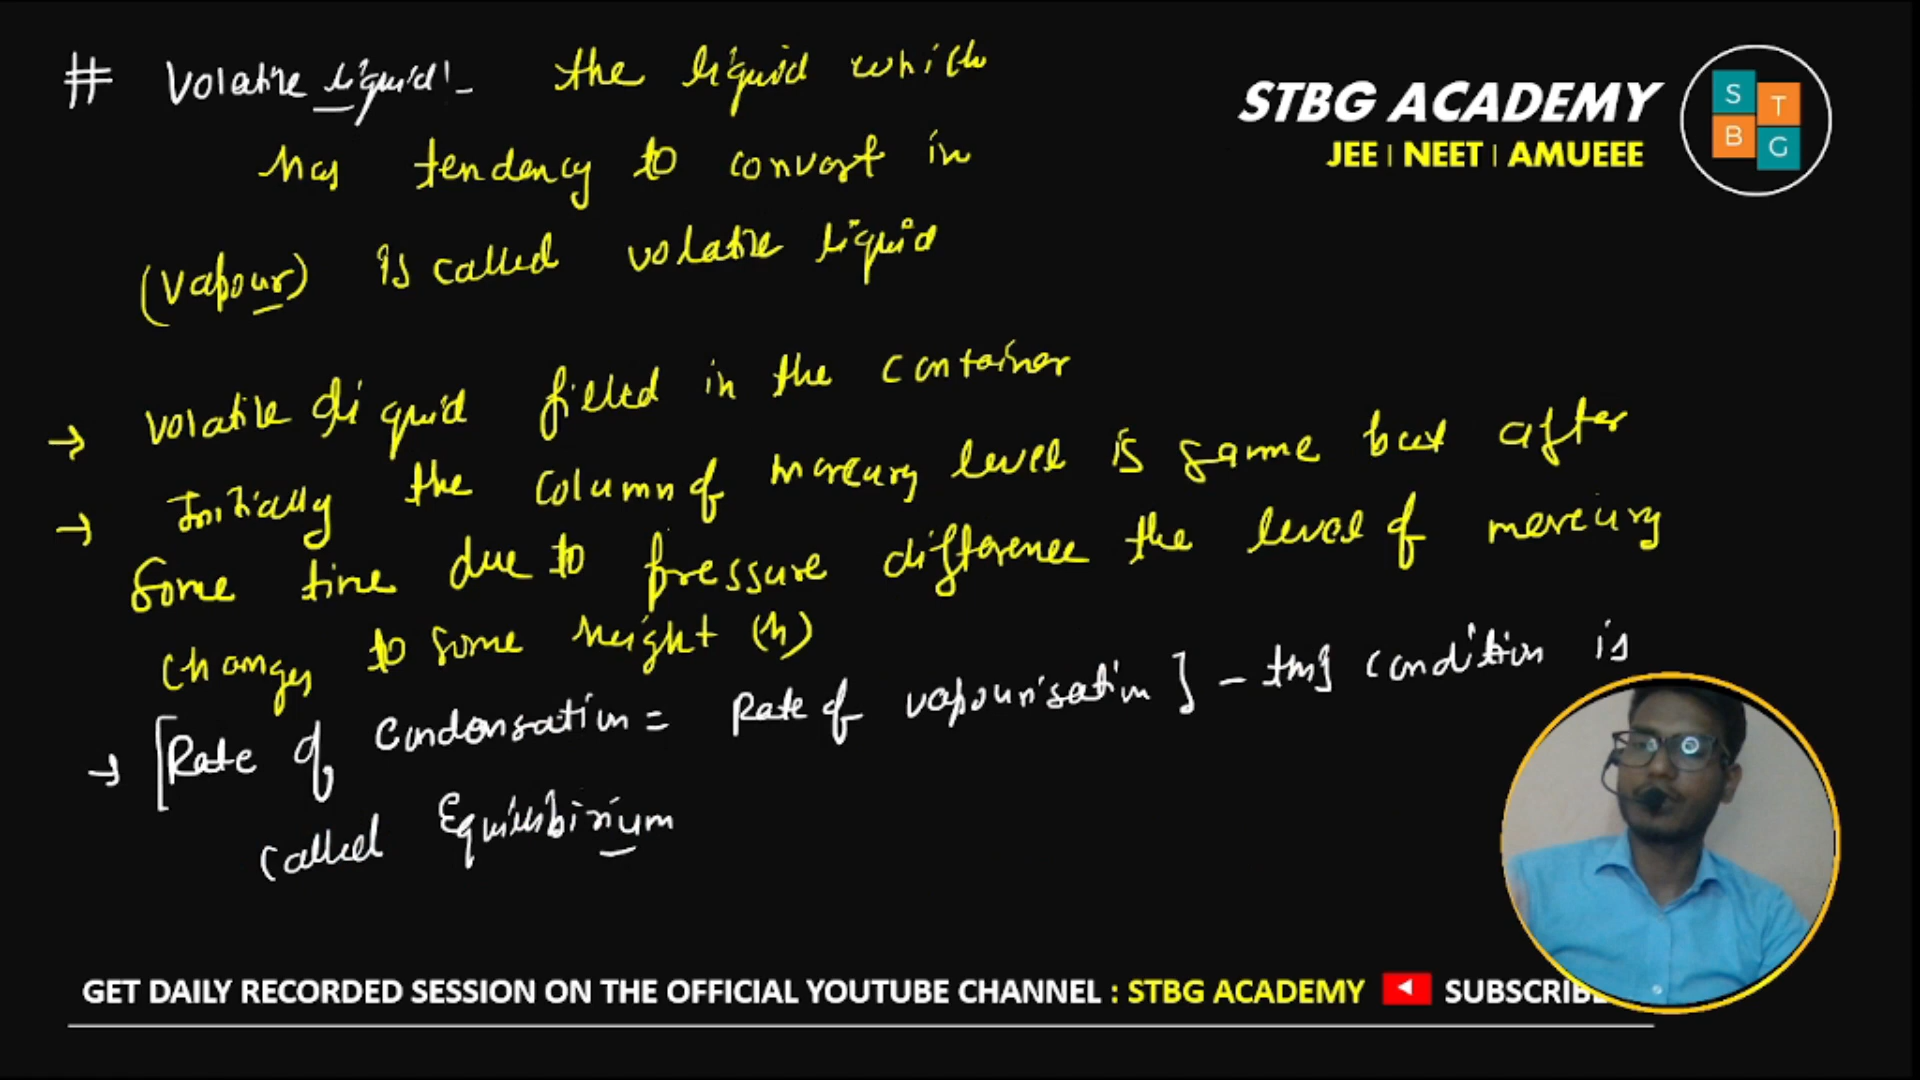 # Volatile liquid :- the liquid which
has tendency to convert in
(vapour) is called volatile liquid
→ volatile liquid filled in the container
→ Initially the column of mercury level is same but after
some time due to pressure difference the level of mercury
changes to some height (h)
→ [Rate of condensation = Rate of vapourisation] - this condition is
called Equilibirium
STBG ACADEMY
JEE | NEET | AMUEEE
S T
B G
GET DAILY RECORDED SESSION ON THE OFFICIAL YOUTUBE CHANNEL : STBG ACADEMY SUBSCRIBE